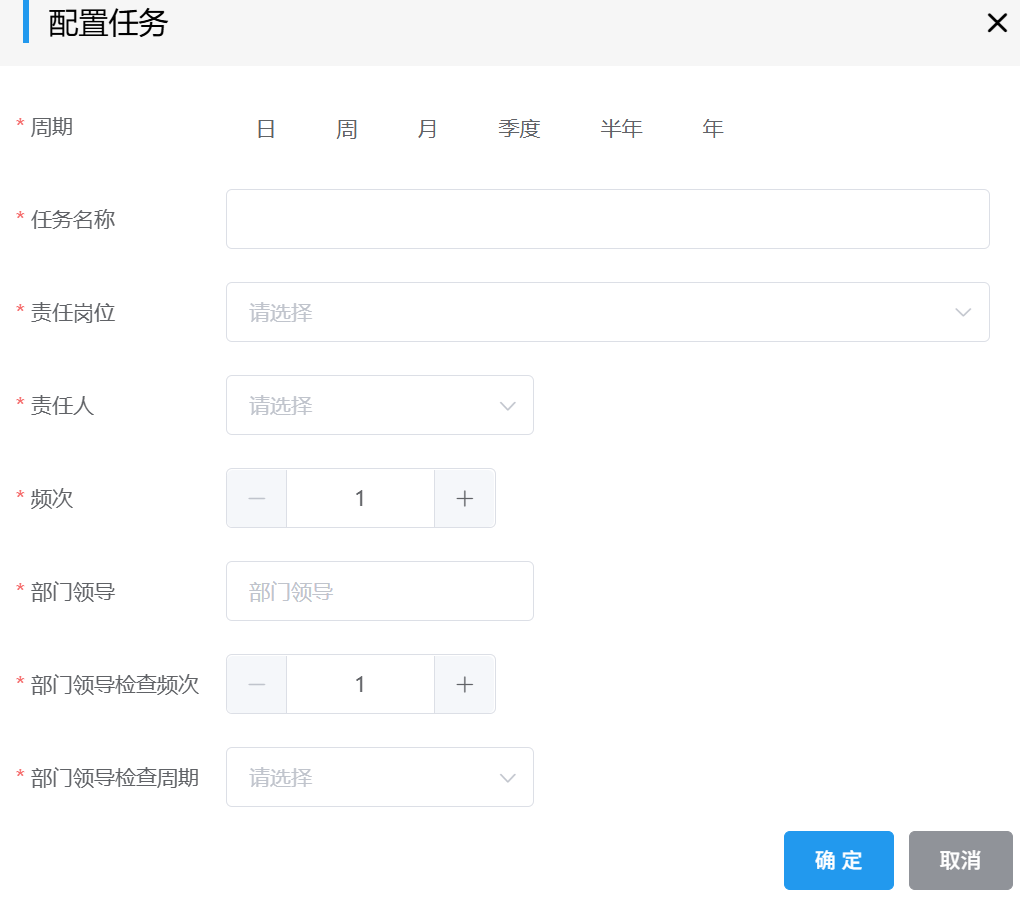 配置任务
* 周期 日 周 月 季度 半年 年
* 任务名称
* 责任岗位 请选择
* 责任人 请选择
* 频次 1
* 部门领导 部门领导
* 部门领导检查频次 1
* 部门领导检查周期 请选择
确 定 取消